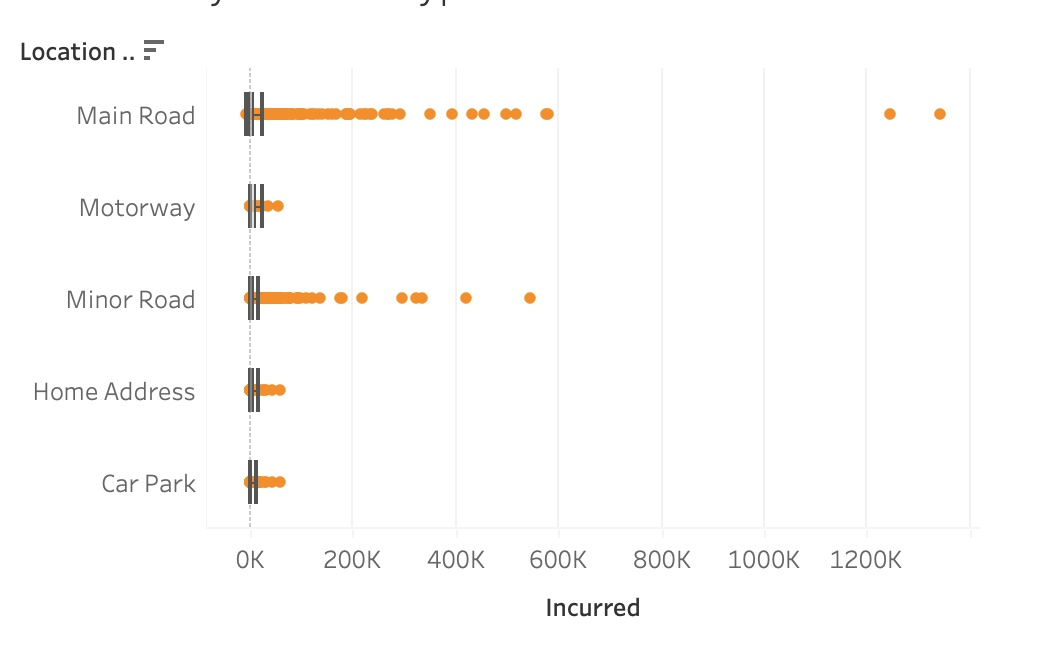 Location ..
Main Road
Motorway
Minor Road
Home Address
Car Park
0K 200K 400K 600K 800K 1000K 1200K
Incurred